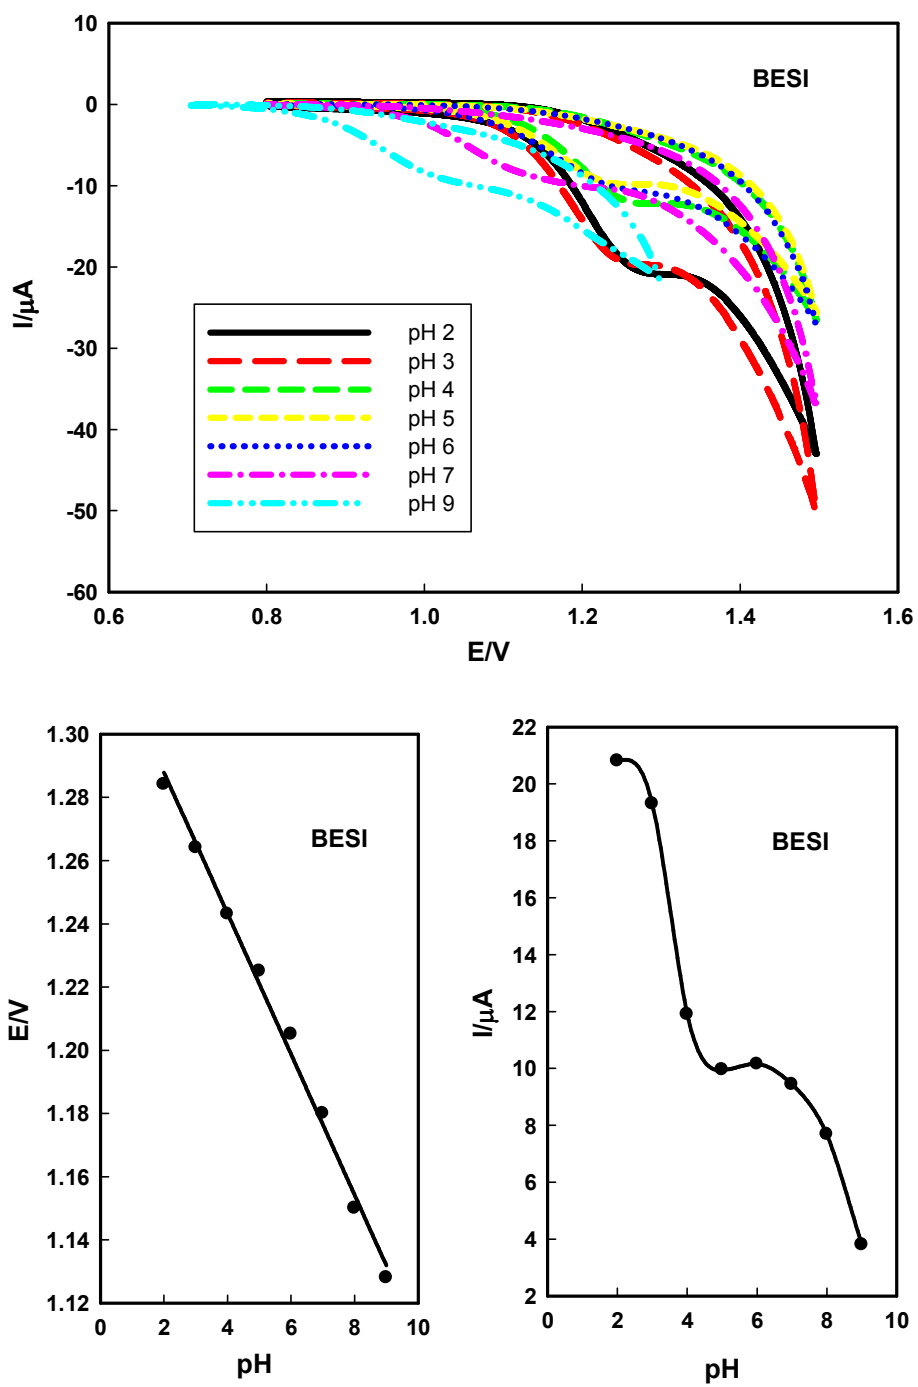 10
BESI
0
-10
-20
I/μA
pH 2
pH 3
pH 4
pH 5
pH 6
pH 7
pH 9
-30
-40
-50
-60
0.6 0.8 1.0 1.2 1.4 1.6
E/V
1.30
1.28
1.26
1.24
1.22
1.20
1.18
1.16
1.14
1.12
E/V
BESI
0 2 4 6 8 10
pH
22
20
18
16
14
12
10
8
6
4
2
I/μA
BESI
0 2 4 6 8 10
pH